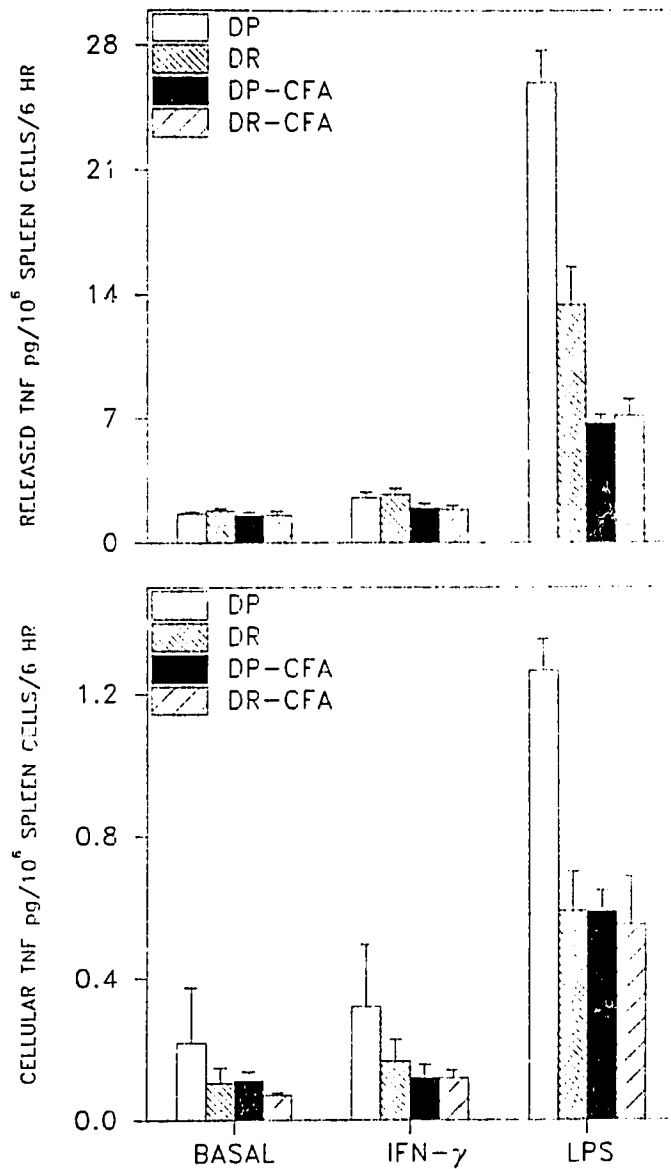 RELEASED TNF pg/10⁶ SPLEEN CELLS/6 HR
28
21
14
7
0
DP
DR
DP-CFA
DR-CFA
CELLULAR TNF pg/10⁶ SPLEEN CELLS/6 HR
1.2
0.8
0.4
0.0
DP
DR
DP-CFA
DR-CFA
BASAL IFN-γ LPS